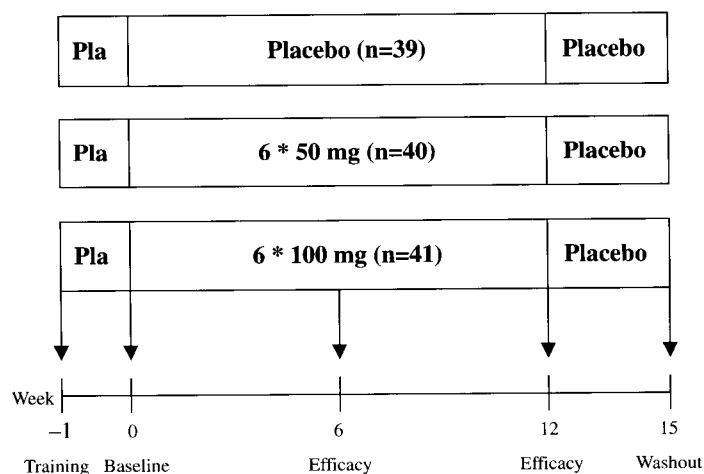 Pla Placebo (n=39) Placebo
Pla 6 * 50 mg (n=40) Placebo
Pla 6 * 100 mg (n=41) Placebo
Week
−1 0 6 12 15
Training Baseline Efficacy Efficacy Washout